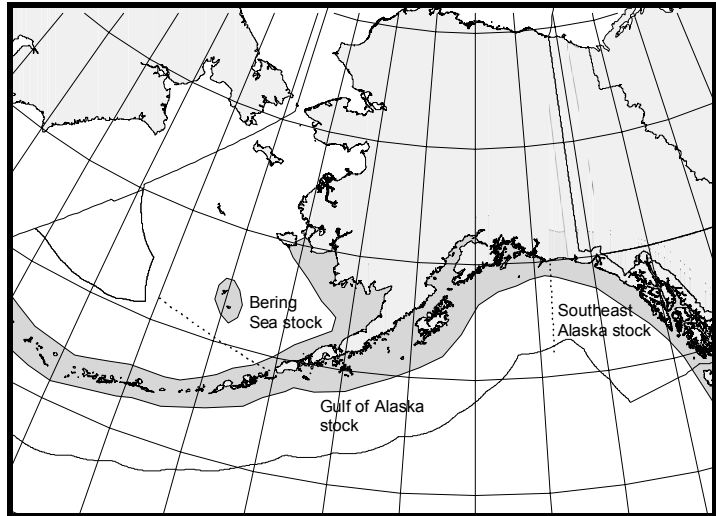 Bering
Sea stock
Southeast
Alaska stock
Gulf of Alaska
stock